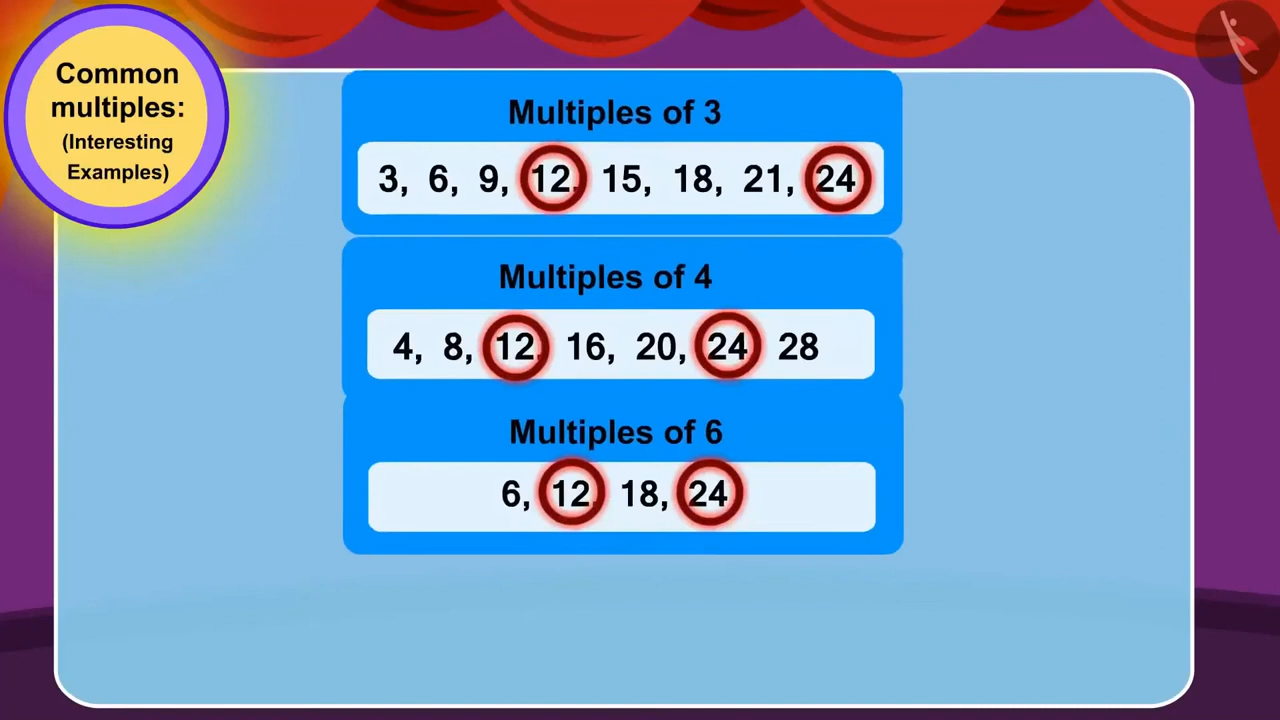 Common
multiples:
(Interesting
Examples)
Multiples of 3
3, 6, 9, 12, 15, 18, 21, 24
Multiples of 4
4, 8, 12, 16, 20, 24, 28
Multiples of 6
6, 12, 18, 24